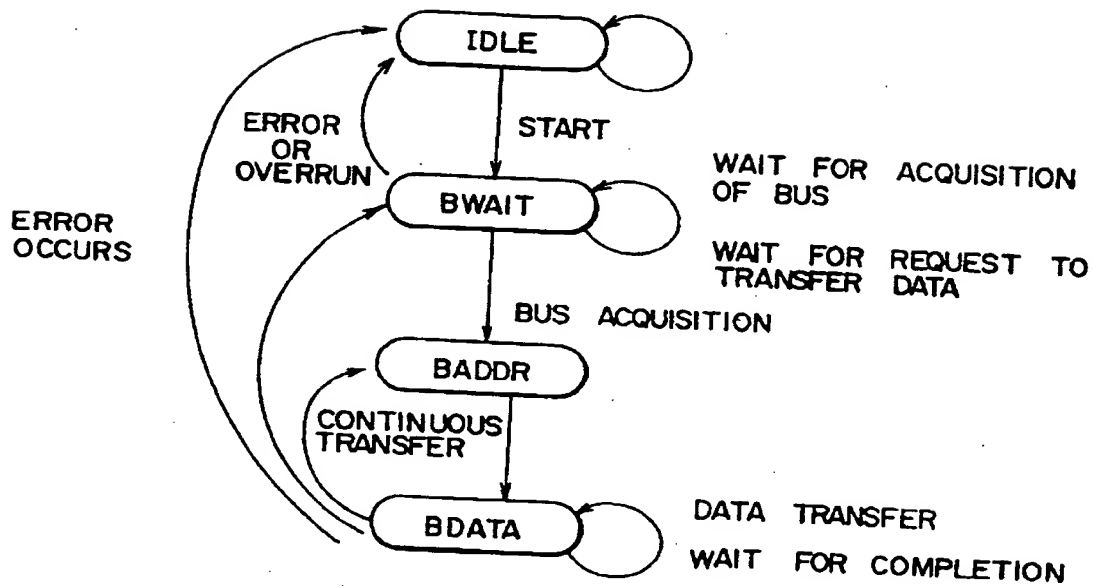 IDLE
START
ERROR
OR
OVERRUN
BWAIT
WAIT FOR ACQUISITION
OF BUS
ERROR
OCCURS
WAIT FOR REQUEST TO
TRANSFER DATA
BUS ACQUISITION
BADDR
CONTINUOUS
TRANSFER
BDATA
DATA TRANSFER
WAIT FOR COMPLETION